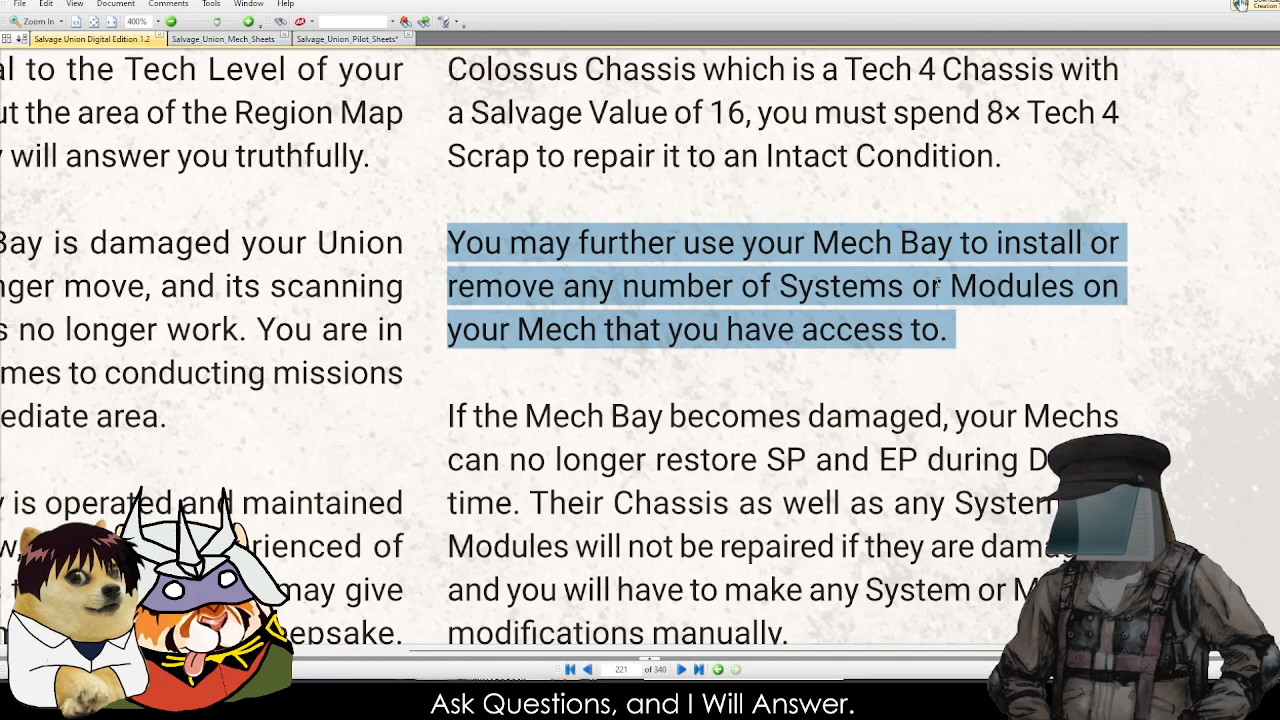 File Edit View Document Comments Tools Window Help
Creation
Zoom In 400%
Salvage Union Digital Edition 1.2 Salvage_Union_Mech_Sheets Salvage_Union_Pilot_Sheets*
al to the Tech Level of your
ut the area of the Region Map
will answer you truthfully.
Bay is damaged your Union
nger move, and its scanning
s no longer work. You are in
mes to conducting missions
ediate area.
is operated and maintained
rienced of
may give
epsake.
Colossus Chassis which is a Tech 4 Chassis with
a Salvage Value of 16, you must spend 8× Tech 4
Scrap to repair it to an Intact Condition.
You may further use your Mech Bay to install or
remove any number of Systems or Modules on
your Mech that you have access to.
If the Mech Bay becomes damaged, your Mechs
can no longer restore SP and EP during D
time. Their Chassis as well as any System
Modules will not be repaired if they are dama
and you will have to make any System or M
modifications manually.
221 of 340
Ask Questions, and I Will Answer.